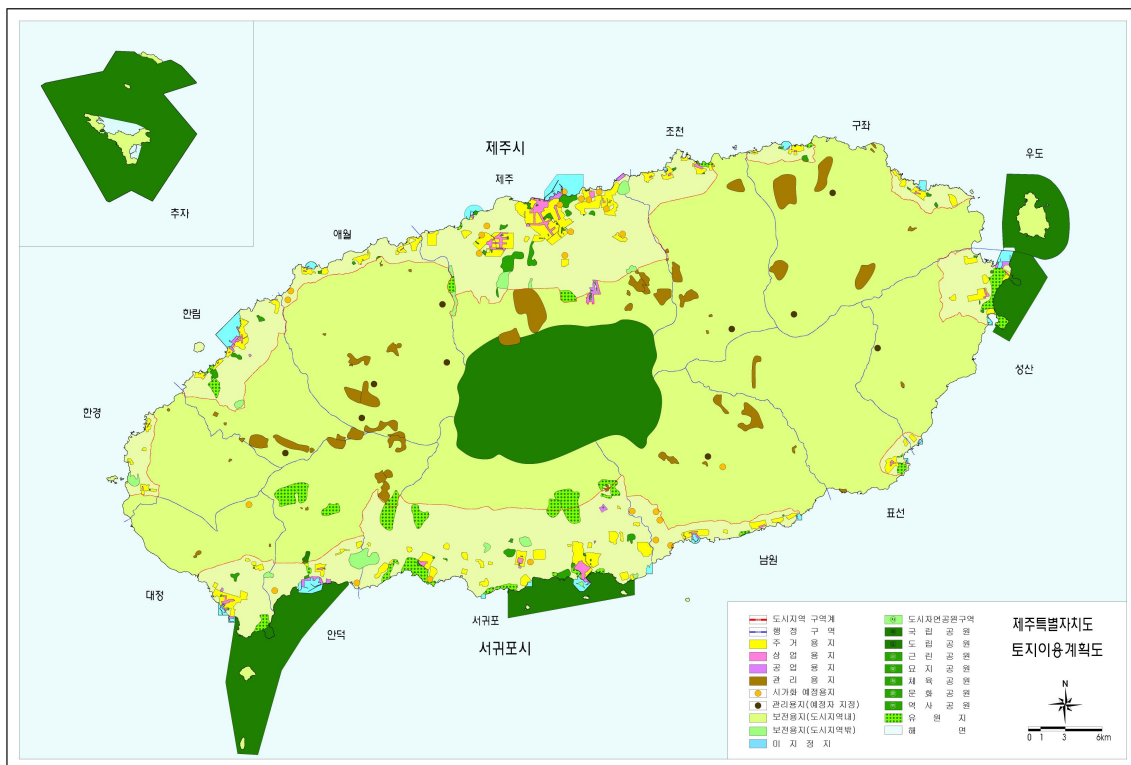 추자
제주시
제주
조천
구좌
우도
애월
한림
한경
성산
표선
남원
대정
안덕
서귀포
서귀포시
도시지역 구역계
행 정 구 역
주 거 용 지
상 업 용 지
공 업 용 지
관 리 용 지
시가화 예정용지
관리용지(예정자 지정)
보전용지(도시지역내)
보전용지(도시지역밖)
미 지 정 지
도시자연공원구역
국 립 공 원
도 립 공 원
근 린 공 원
묘 지 공 원
체 육 공 원
문 화 공 원
역 사 공 원
유 원 지
해 면
제주특별자치도
토지이용계획도
N
0 1 3 6km